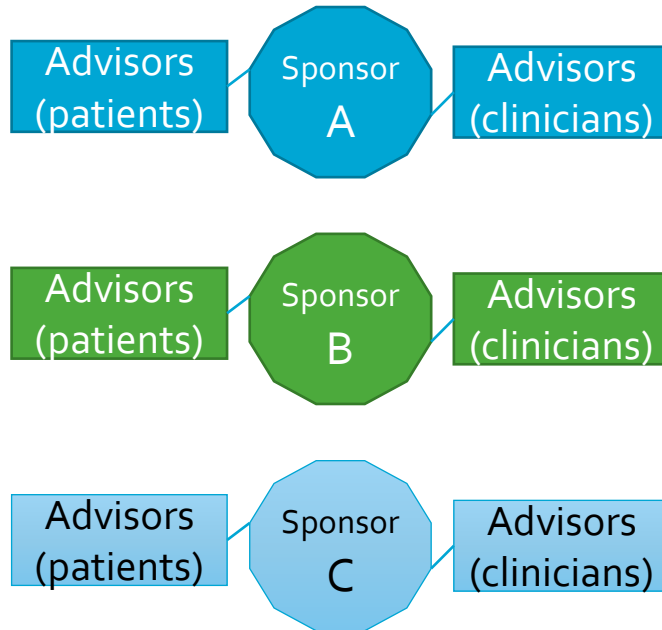 Advisors
(patients)
Sponsor
A
Advisors
(clinicians)
Advisors
(patients)
Sponsor
B
Advisors
(clinicians)
Advisors
(patients)
Sponsor
C
Advisors
(clinicians)